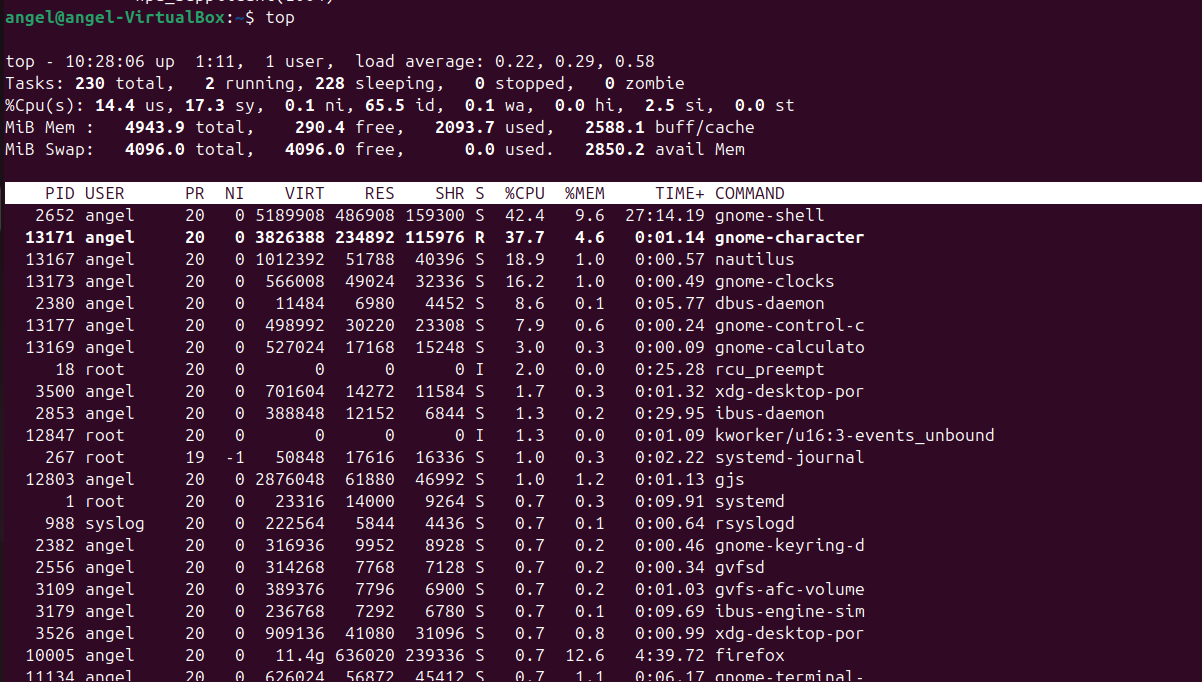 angel@angel-VirtualBox:~$ top
top - 10:28:06 up  1:11,  1 user,  load average: 0.22, 0.29, 0.58
Tasks: 230 total,   2 running, 228 sleeping,   0 stopped,   0 zombie
%Cpu(s): 14.4 us, 17.3 sy,  0.1 ni, 65.5 id,  0.1 wa,  0.0 hi,  2.5 si,  0.0 st
MiB Mem :   4943.9 total,    290.4 free,   2093.7 used,   2588.1 buff/cache
MiB Swap:   4096.0 total,   4096.0 free,      0.0 used.   2850.2 avail Mem
    PID USER      PR  NI    VIRT    RES    SHR S  %CPU  %MEM     TIME+ COMMAND
   2652 angel     20   0 5189908 486908 159300 S  42.4   9.6  27:14.19 gnome-shell
  13171 angel     20   0 3826388 234892 115976 R  37.7   4.6   0:01.14 gnome-character
  13167 angel     20   0 1012392  51788  40396 S  18.9   1.0   0:00.57 nautilus
  13173 angel     20   0  566008  49024  32336 S  16.2   1.0   0:00.49 gnome-clocks
   2380 angel     20   0   11484   6980   4452 S   8.6   0.1   0:05.77 dbus-daemon
  13177 angel     20   0  498992  30220  23308 S   7.9   0.6   0:00.24 gnome-control-c
  13169 angel     20   0  527024  17168  15248 S   3.0   0.3   0:00.09 gnome-calculato
     18 root      20   0       0      0      0 I   2.0   0.0   0:25.28 rcu_preempt
   3500 angel     20   0  701604  14272  11584 S   1.7   0.3   0:01.32 xdg-desktop-por
   2853 angel     20   0  388848  12152   6844 S   1.3   0.2   0:29.95 ibus-daemon
  12847 root      20   0       0      0      0 I   1.3   0.0   0:01.09 kworker/u16:3-events_unbound
    267 root      19  -1   50848  17616  16336 S   1.0   0.3   0:02.22 systemd-journal
  12803 angel     20   0 2876048  61880  46992 S   1.0   1.2   0:01.13 gjs
      1 root      20   0   23316  14000   9264 S   0.7   0.3   0:09.91 systemd
    988 syslog    20   0  222564   5844   4436 S   0.7   0.1   0:00.64 rsyslogd
   2382 angel     20   0  316936   9952   8928 S   0.7   0.2   0:00.46 gnome-keyring-d
   2556 angel     20   0  314268   7768   7128 S   0.7   0.2   0:00.34 gvfsd
   3109 angel     20   0  389376   7796   6900 S   0.7   0.2   0:01.03 gvfs-afc-volume
   3179 angel     20   0  236768   7292   6780 S   0.7   0.1   0:09.69 ibus-engine-sim
   3526 angel     20   0  909136  41080  31096 S   0.7   0.8   0:00.99 xdg-desktop-por
  10005 angel     20   0   11.4g 636020 239336 S   0.7  12.6   4:39.72 firefox
  11134 angel     20   0  626024  56872  45412 S   0.7   1.1   0:06.17 gnome-terminal-